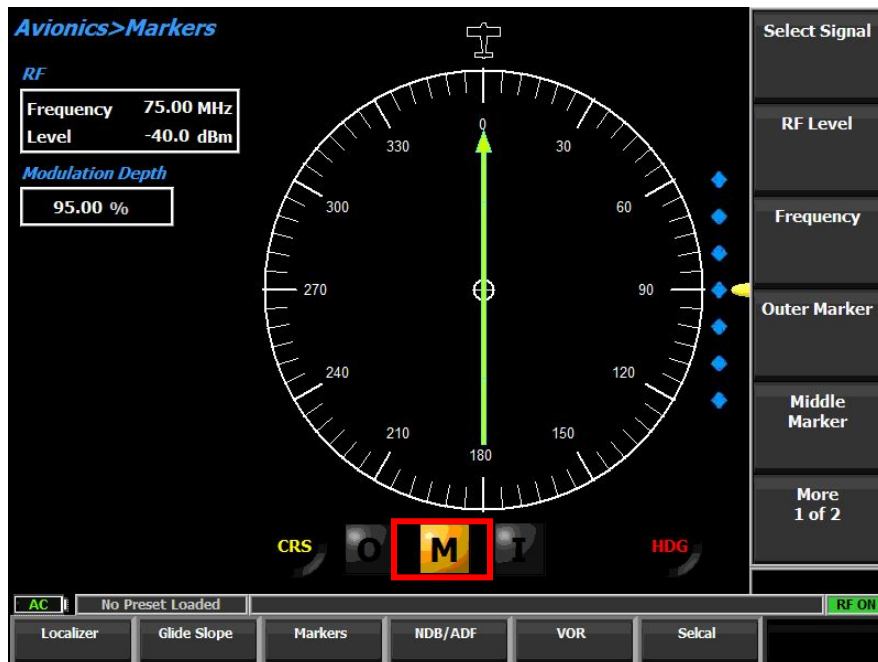 Avionics>Markers
RF
Frequency 75.00 MHz
Level -40.0 dBm
Modulation Depth
95.00 %
0
30
60
90
120
150
180
210
240
270
300
330
CRS
O
M
I
HDG
Select Signal
RF Level
Frequency
Outer Marker
Middle
Marker
More
1 of 2
AC
No Preset Loaded
RF ON
Localizer
Glide Slope
Markers
NDB/ADF
VOR
Selcal